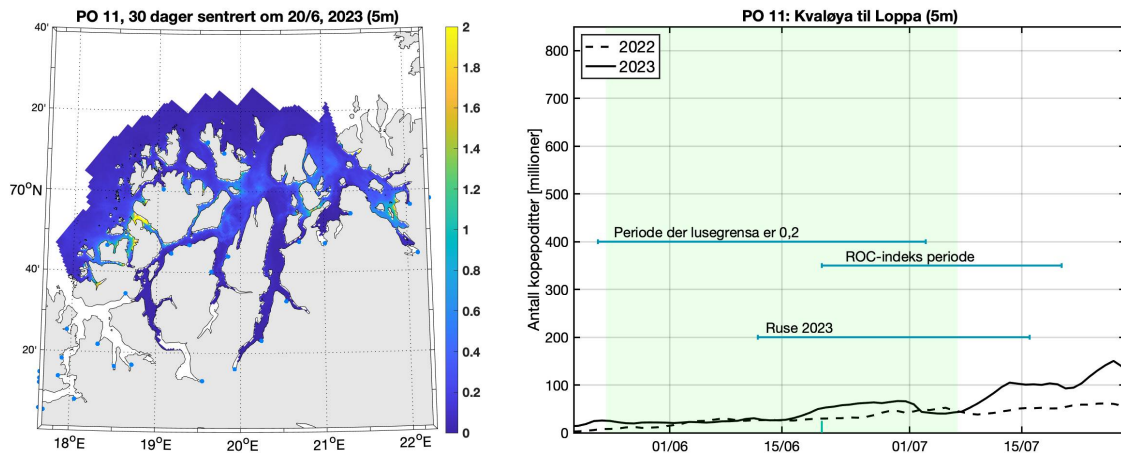 PO 11, 30 dager sentrert om 20/6, 2023 (5m)
40'
20'
70°N
40'
20'
18°E
19°E
20°E
21°E
22°E
2
1.8
1.6
1.4
1.2
1
0.8
0.6
0.4
0.2
0
PO 11: Kvaløya til Loppa (5m)
2022
2023
Antall kopepoditter [millioner]
800
700
600
500
400
300
200
100
0
Periode der lusegrensa er 0,2
ROC-indeks periode
Ruse 2023
01/06
15/06
01/07
15/07